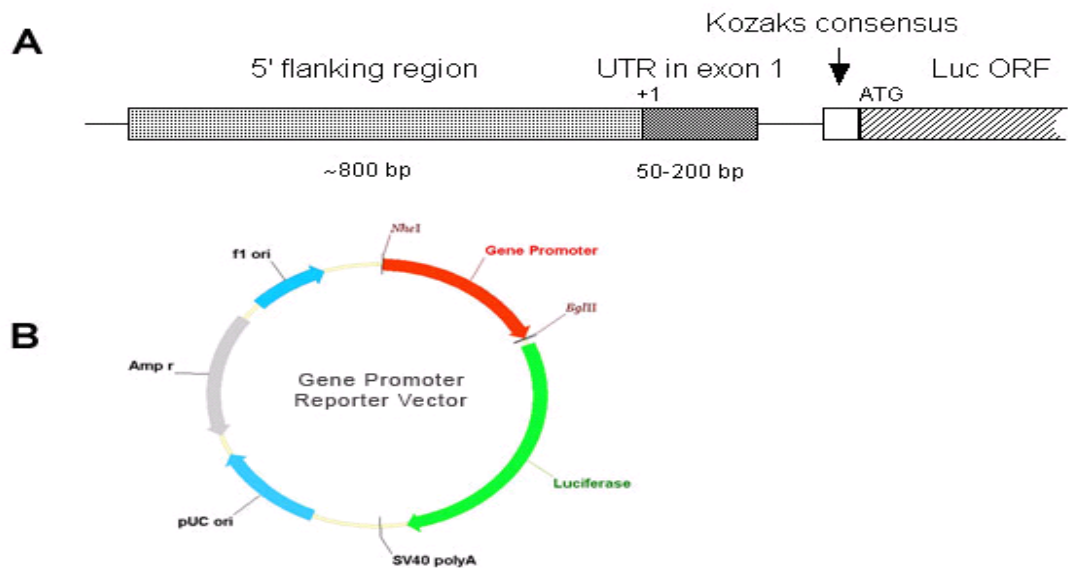 A
Kozaks consensus
5' flanking region
UTR in exon 1
Luc ORF
+1
ATG
~800 bp
50-200 bp
B
NheI
f1 ori
Gene Promoter
BglII
Amp r
Gene Promoter
Reporter Vector
Luciferase
pUC ori
SV40 polyA